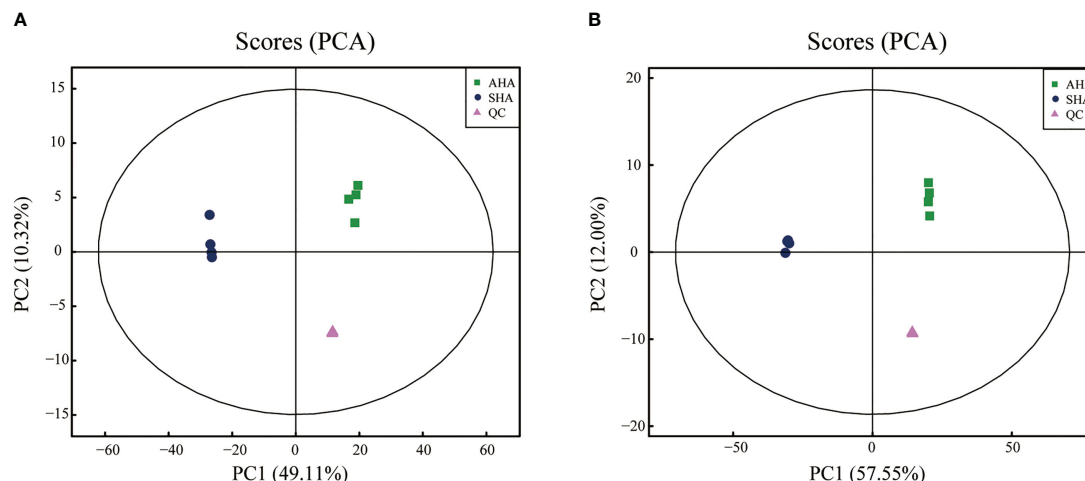 A
Scores (PCA)
15
10
5
0
−5
−10
−15
PC2 (10.32%)
AHA
SHA
QC
−60
−40
−20
0
20
40
60
PC1 (49.11%)
B
Scores (PCA)
20
10
0
−10
−20
PC2 (12.00%)
AH
SHA
QC
−50
0
50
PC1 (57.55%)